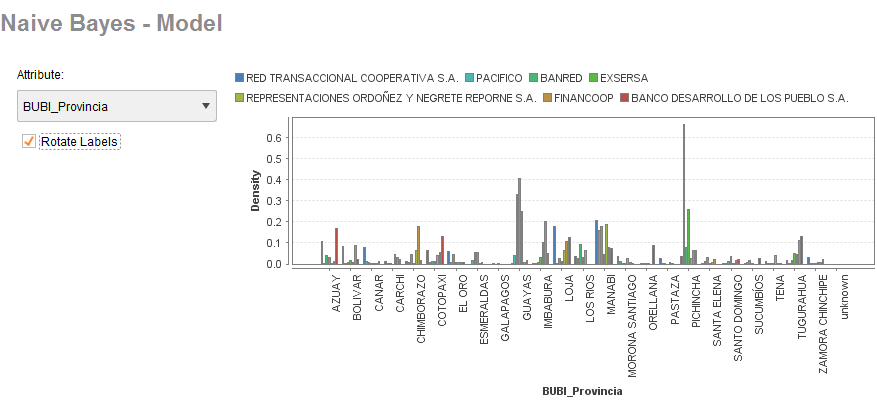 Naive Bayes - Model
Attribute:
BUBI_Provincia
Rotate Labels
RED TRANSACCIONAL COOPERATIVA S.A. PACIFICO BANRED EXSERSA
REPRESENTACIONES ORDOÑEZ Y NEGRETE REPORNE S.A. FINANCOOP BANCO DESARROLLO DE LOS PUEBLO S.A.
Density
0.6
0.5
0.4
0.3
0.2
0.1
0.0
AZUAY
BOLIVAR
CANAR
CARCHI
CHIMBORAZO
COTOPAXI
EL ORO
ESMERALDAS
GALAPAGOS
GUAYAS
IMBABURA
LOJA
LOS RIOS
MANABI
MORONA SANTIAGO
ORELLANA
PASTAZA
PICHINCHA
SANTA ELENA
SANTO DOMINGO
SUCUMBÍOS
TENA
TUGURAHUA
ZAMORA CHINCHIPE
unknown
BUBI_Provincia